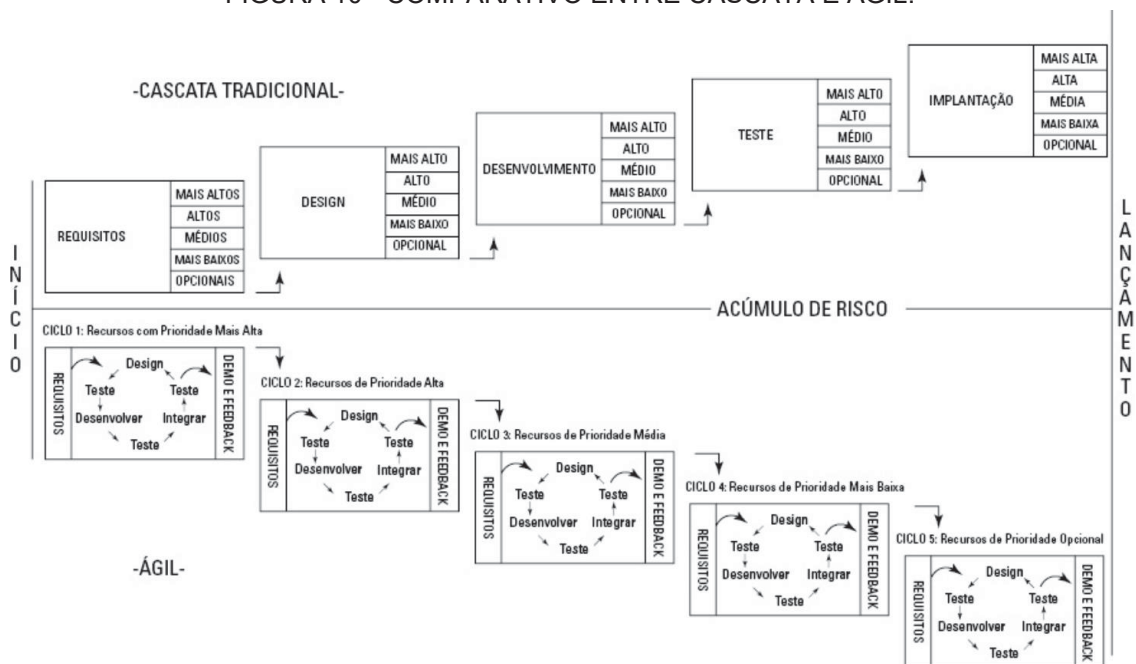 FIGURA 10 - COMPARATIVO ENTRE CASCATA E ÁGIL.
-CASCATA TRADICIONAL-
INÍCIO
REQUISITOS
MAIS ALTOS
ALTOS
MÉDIOS
MAIS BAIXOS
OPCIONAIS
DESIGN
MAIS ALTO
ALTO
MÉDIO
MAIS BAIXO
OPCIONAL
DESENVOLVIMENTO
MAIS ALTO
ALTO
MÉDIO
MAIS BAIXO
OPCIONAL
TESTE
MAIS ALTO
ALTO
MÉDIO
MAIS BAIXO
OPCIONAL
IMPLANTAÇÃO
MAIS ALTA
ALTA
MÉDIA
MAIS BAIXA
OPCIONAL
LANÇAMENTO
ACÚMULO DE RISCO
CICLO 1: Recursos com Prioridade Mais Alta
REQUISITOS
Design
Teste
Teste
Desenvolver
Integrar
Teste
DEMO E FEEDBACK
CICLO 2: Recursos de Prioridade Alta
REQUISITOS
Design
Teste
Teste
Desenvolver
Integrar
Teste
DEMO E FEEDBACK
CICLO 3: Recursos de Prioridade Média
REQUISITOS
Design
Teste
Teste
Desenvolver
Integrar
Teste
DEMO E FEEDBACK
CICLO 4: Recursos de Prioridade Mais Baixa
REQUISITOS
Design
Teste
Teste
Desenvolver
Integrar
Teste
DEMO E FEEDBACK
CICLO 5: Recursos de Prioridade Opcional
REQUISITOS
Design
Teste
Teste
Desenvolver
Integrar
Teste
DEMO E FEEDBACK
-ÁGIL-